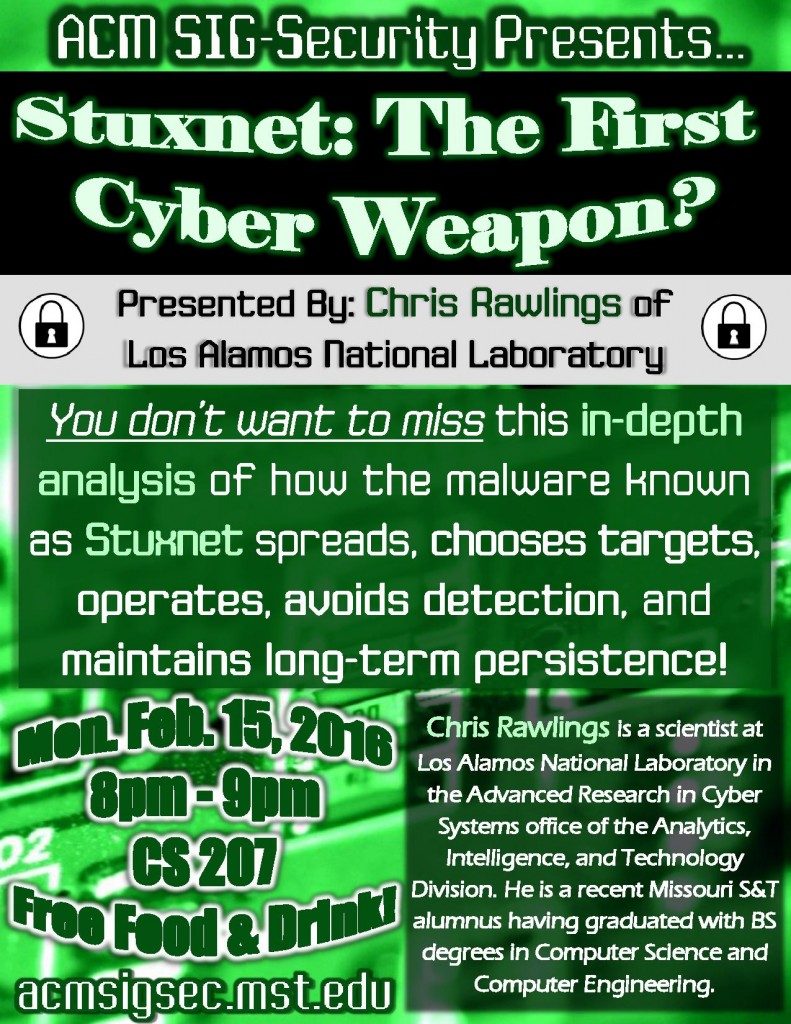 ACM SIG-Security Presents...
Stuxnet: The First
Cyber Weapon?
Presented By: Chris Rawlings of
Los Alamos National Laboratory
You don't want to miss this in-depth
analysis of how the malware known
as Stuxnet spreads, chooses targets,
operates, avoids detection, and
maintains long-term persistence!
Mon. Feb. 15, 2016
8pm - 9pm
CS 207
Free Food & Drink!
acmsigsec.mst.edu
Chris Rawlings is a scientist at
Los Alamos National Laboratory in
the Advanced Research in Cyber
Systems office of the Analytics,
Intelligence, and Technology
Division. He is a recent Missouri S&T
alumnus having graduated with BS
degrees in Computer Science and
Computer Engineering.
02